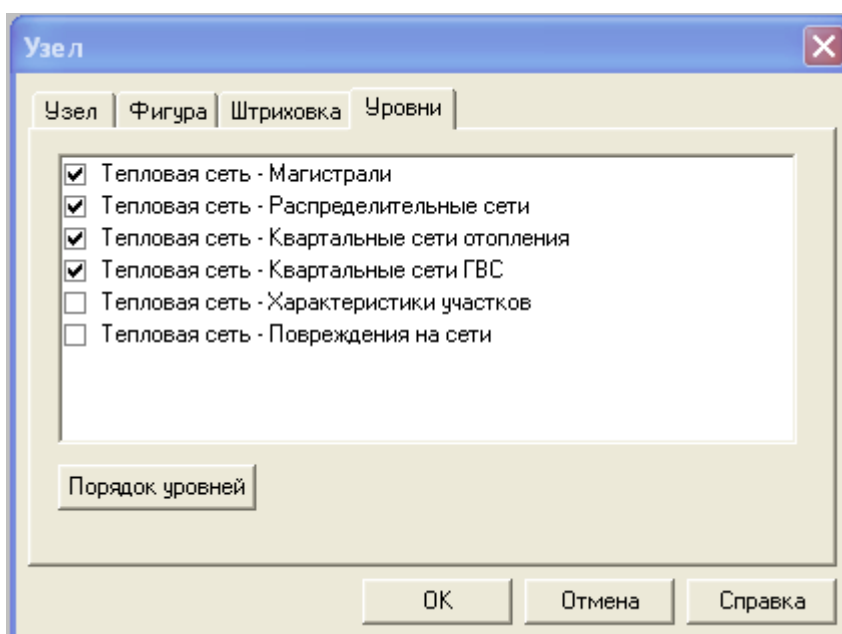 Узел
Узел Фигура Штриховка Уровни
Тепловая сеть - Магистрали
Тепловая сеть - Распределительные сети
Тепловая сеть - Квартальные сети отопления
Тепловая сеть - Квартальные сети ГВС
Тепловая сеть - Характеристики участков
Тепловая сеть - Повреждения на сети
Порядок уровней
OK Отмена Справка